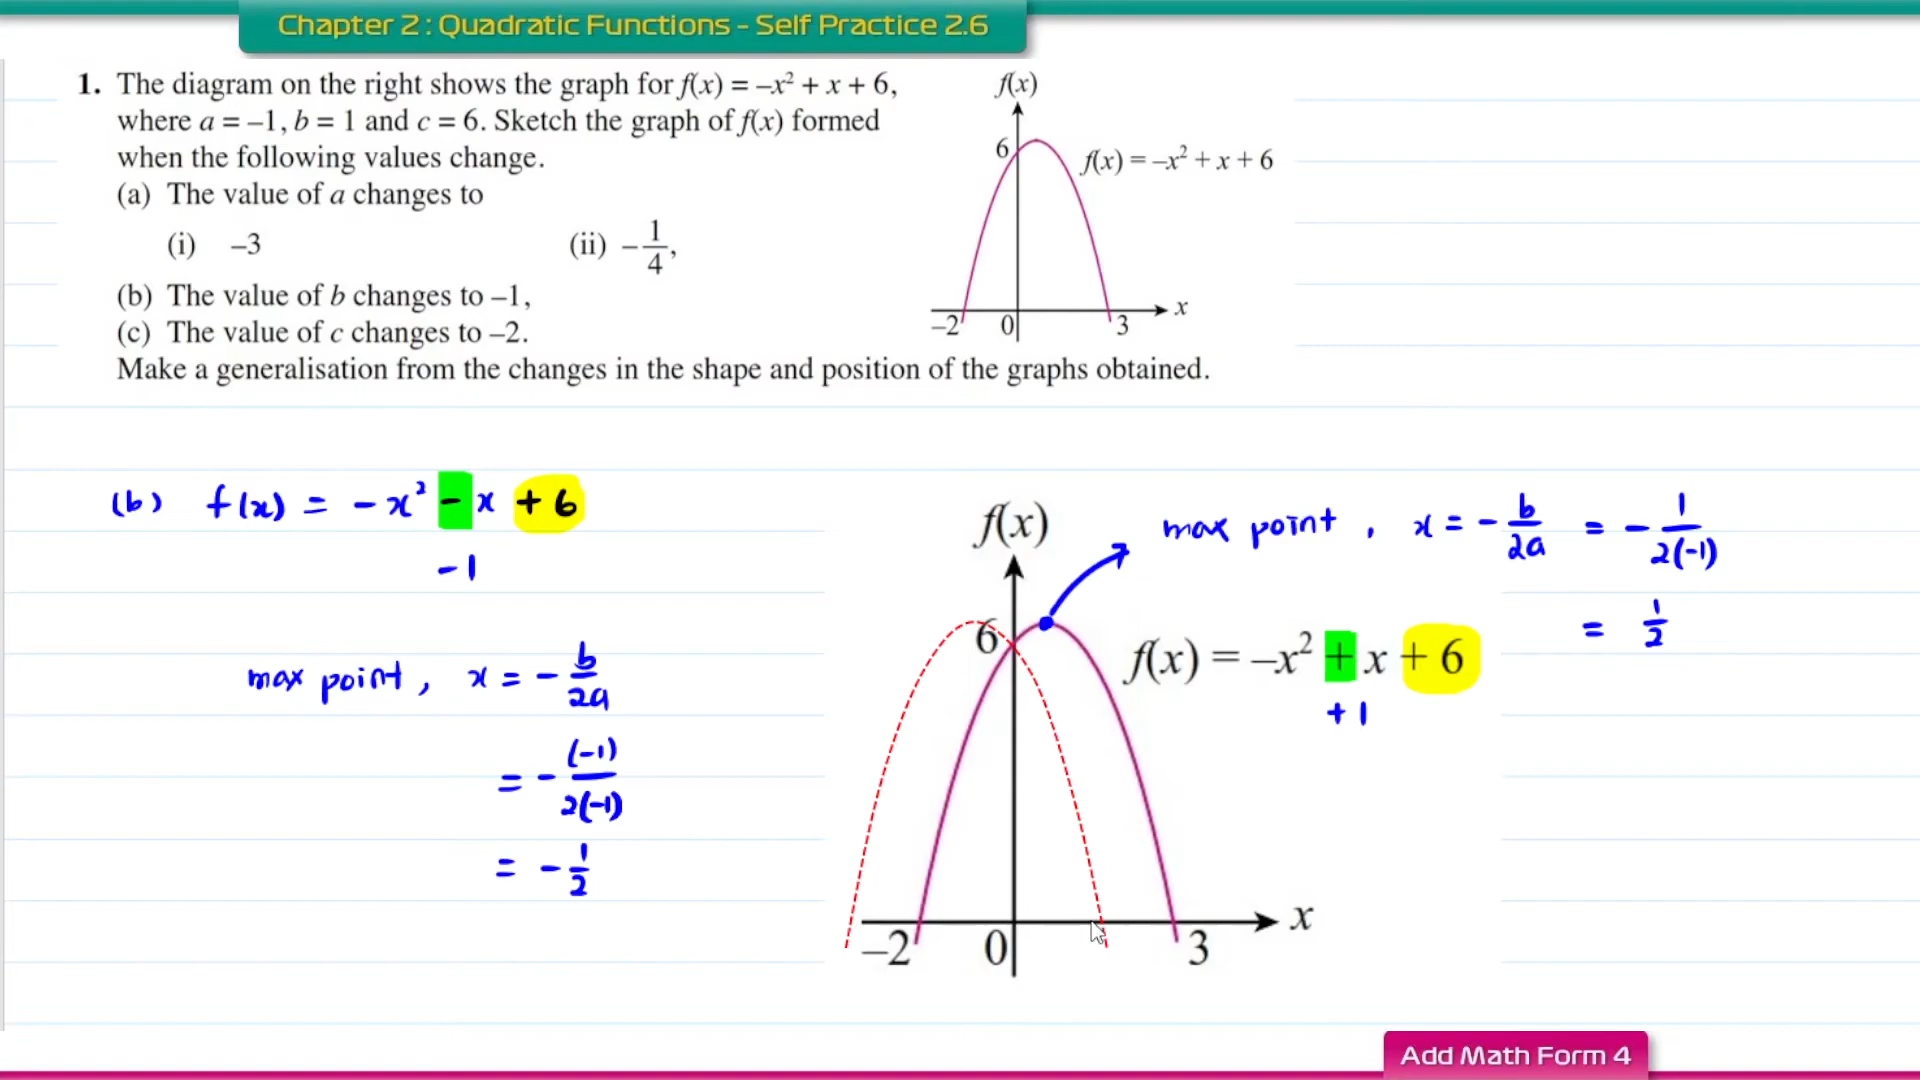 Chapter 2 : Quadratic Functions - Self Practice 2.6
1. The diagram on the right shows the graph for f(x) = –x² + x + 6,
where a = –1, b = 1 and c = 6. Sketch the graph of f(x) formed
when the following values change.
(a) The value of a changes to
(i) –3 (ii) –1/4,
(b) The value of b changes to –1,
(c) The value of c changes to –2.
Make a generalisation from the changes in the shape and position of the graphs obtained.
f(x)
6
f(x) = –x² + x + 6
–2 0 3 x
(b) f(x) = -x² - x + 6
-1
max point, x = -b/2a
= -(-1)/2(-1)
= -1/2
f(x)
6
max point, x = -b/2a = -1/2(-1)
= 1/2
f(x) = –x² + x + 6
+1
x
–2 0 3
Add Math Form 4